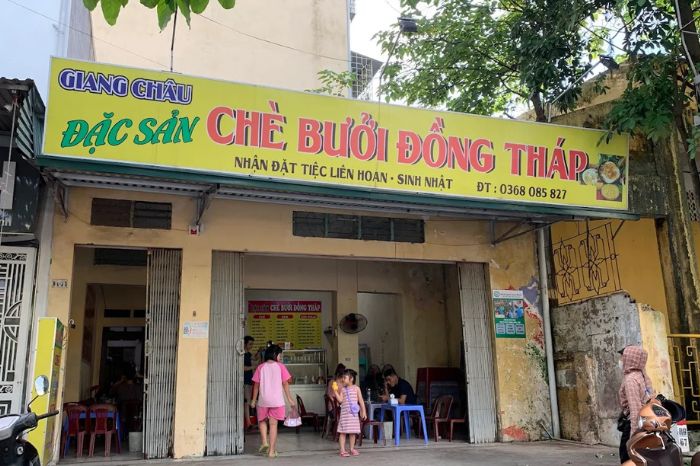 GIANG CHÂU
ĐẶC SẢN CHÈ BƯỞI ĐỒNG THÁP
NHẬN ĐẶT TIỆC LIÊN HOAN - SINH NHẬT ĐT : 0368 085 827
CHÈ BƯỞI ĐỒNG THÁP